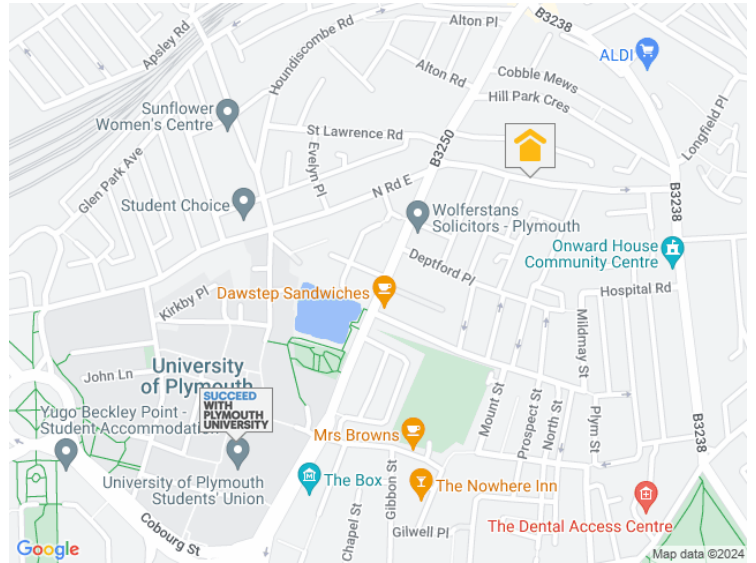 Alton Pl
B3238
Apsley Rd
Houndiscombe Rd
ALDI
Alton Rd
Cobble Mews
Hill Park Cres
Sunflower
Women's Centre
St Lawrence Rd
B3250
Longfield Pl
Glen Park Ave
Evelyn Pl
N Rd E
Student Choice
B3238
Wolferstans
Solicitors - Plymouth
Onward House
Community Centre
Deptford Pl
Kirkby Pl
Dawstep Sandwiches
Hospital Rd
Mildmay St
University
of Plymouth
John Ln
SUCCEED
WITH
PLYMOUTH
UNIVERSITY
Mount St
Prospect St
North St
Plym St
Yugo Beckley Point -
Student Accommodation
Mrs Browns
B3238
University of Plymouth
Students' Union
The Box
Gibbon St
The Nowhere Inn
Chapel St
Cobourg St
Gilwell Pl
The Dental Access Centre
Google
Map data ©2024